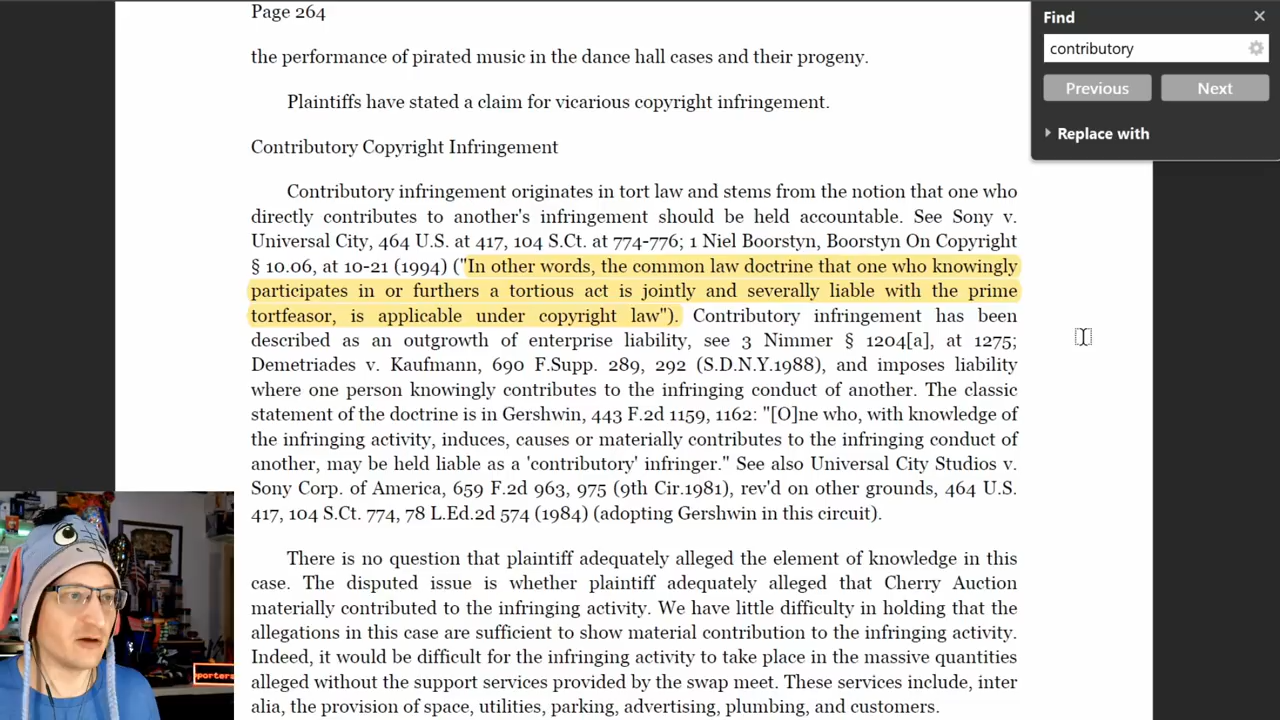 Page 264
the performance of pirated music in the dance hall cases and their progeny.
Plaintiffs have stated a claim for vicarious copyright infringement.
Contributory Copyright Infringement
Contributory infringement originates in tort law and stems from the notion that one who
directly contributes to another's infringement should be held accountable. See Sony v.
Universal City, 464 U.S. at 417, 104 S.Ct. at 774-776; 1 Niel Boorstyn, Boorstyn On Copyright
§ 10.06, at 10-21 (1994) ("In other words, the common law doctrine that one who knowingly
participates in or furthers a tortious act is jointly and severally liable with the prime
tortfeasor, is applicable under copyright law"). Contributory infringement has been
described as an outgrowth of enterprise liability, see 3 Nimmer § 1204[a], at 1275;
Demetriades v. Kaufmann, 690 F.Supp. 289, 292 (S.D.N.Y.1988), and imposes liability
where one person knowingly contributes to the infringing conduct of another. The classic
statement of the doctrine is in Gershwin, 443 F.2d 1159, 1162: "[O]ne who, with knowledge of
the infringing activity, induces, causes or materially contributes to the infringing conduct of
another, may be held liable as a 'contributory' infringer." See also Universal City Studios v.
Sony Corp. of America, 659 F.2d 963, 975 (9th Cir.1981), rev'd on other grounds, 464 U.S.
417, 104 S.Ct. 774, 78 L.Ed.2d 574 (1984) (adopting Gershwin in this circuit).
There is no question that plaintiff adequately alleged the element of knowledge in this
case. The disputed issue is whether plaintiff adequately alleged that Cherry Auction
materially contributed to the infringing activity. We have little difficulty in holding that the
allegations in this case are sufficient to show material contribution to the infringing activity.
Indeed, it would be difficult for the infringing activity to take place in the massive quantities
alleged without the support services provided by the swap meet. These services include, inter
alia, the provision of space, utilities, parking, advertising, plumbing, and customers.
Find
contributory
Previous
Next
Replace with
porters